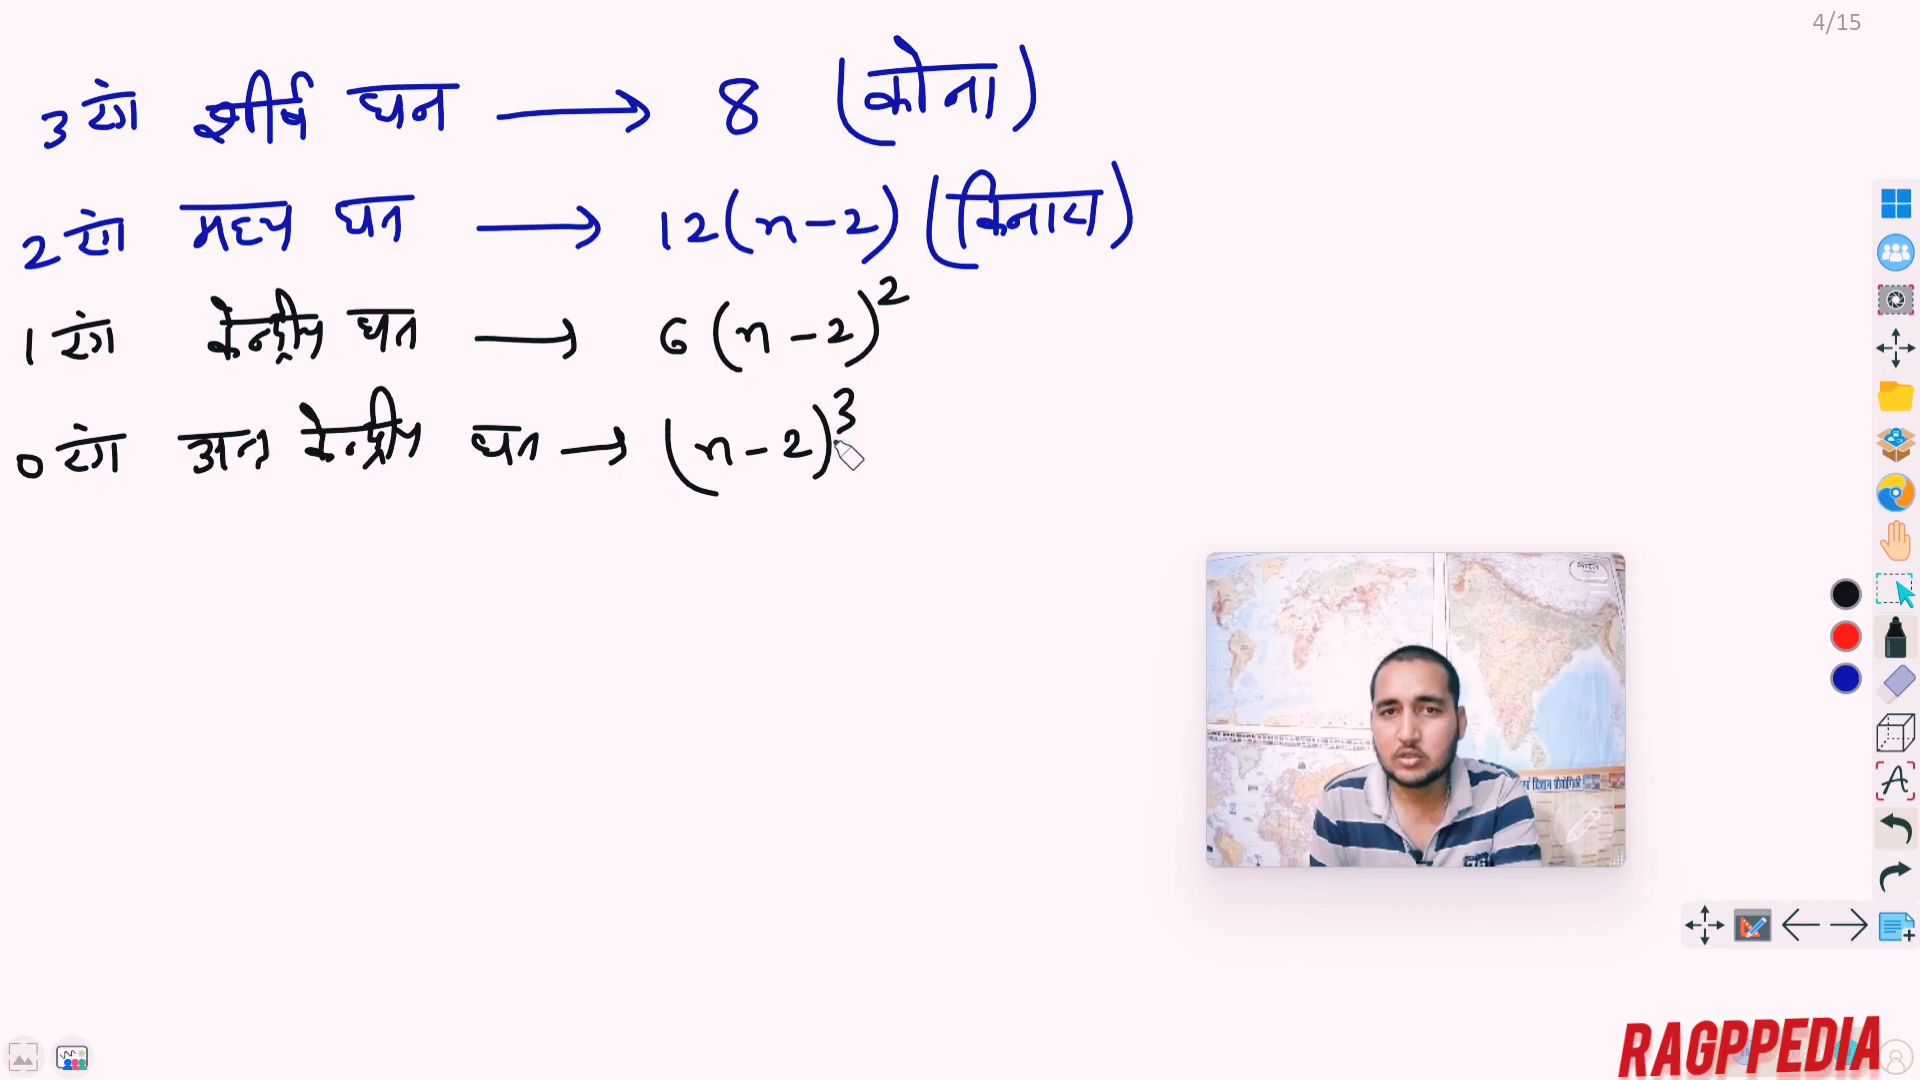 4/15
3 रंग शीर्ष घन → 8 (कोना)
2 रंग मध्य घन → 12(n-2) (किनारा)
1 रंग केन्द्रीय घन → 6(n-2)²
0 रंग अन्त केन्द्रीय घन → (n-2)³
RAGPPEDIA